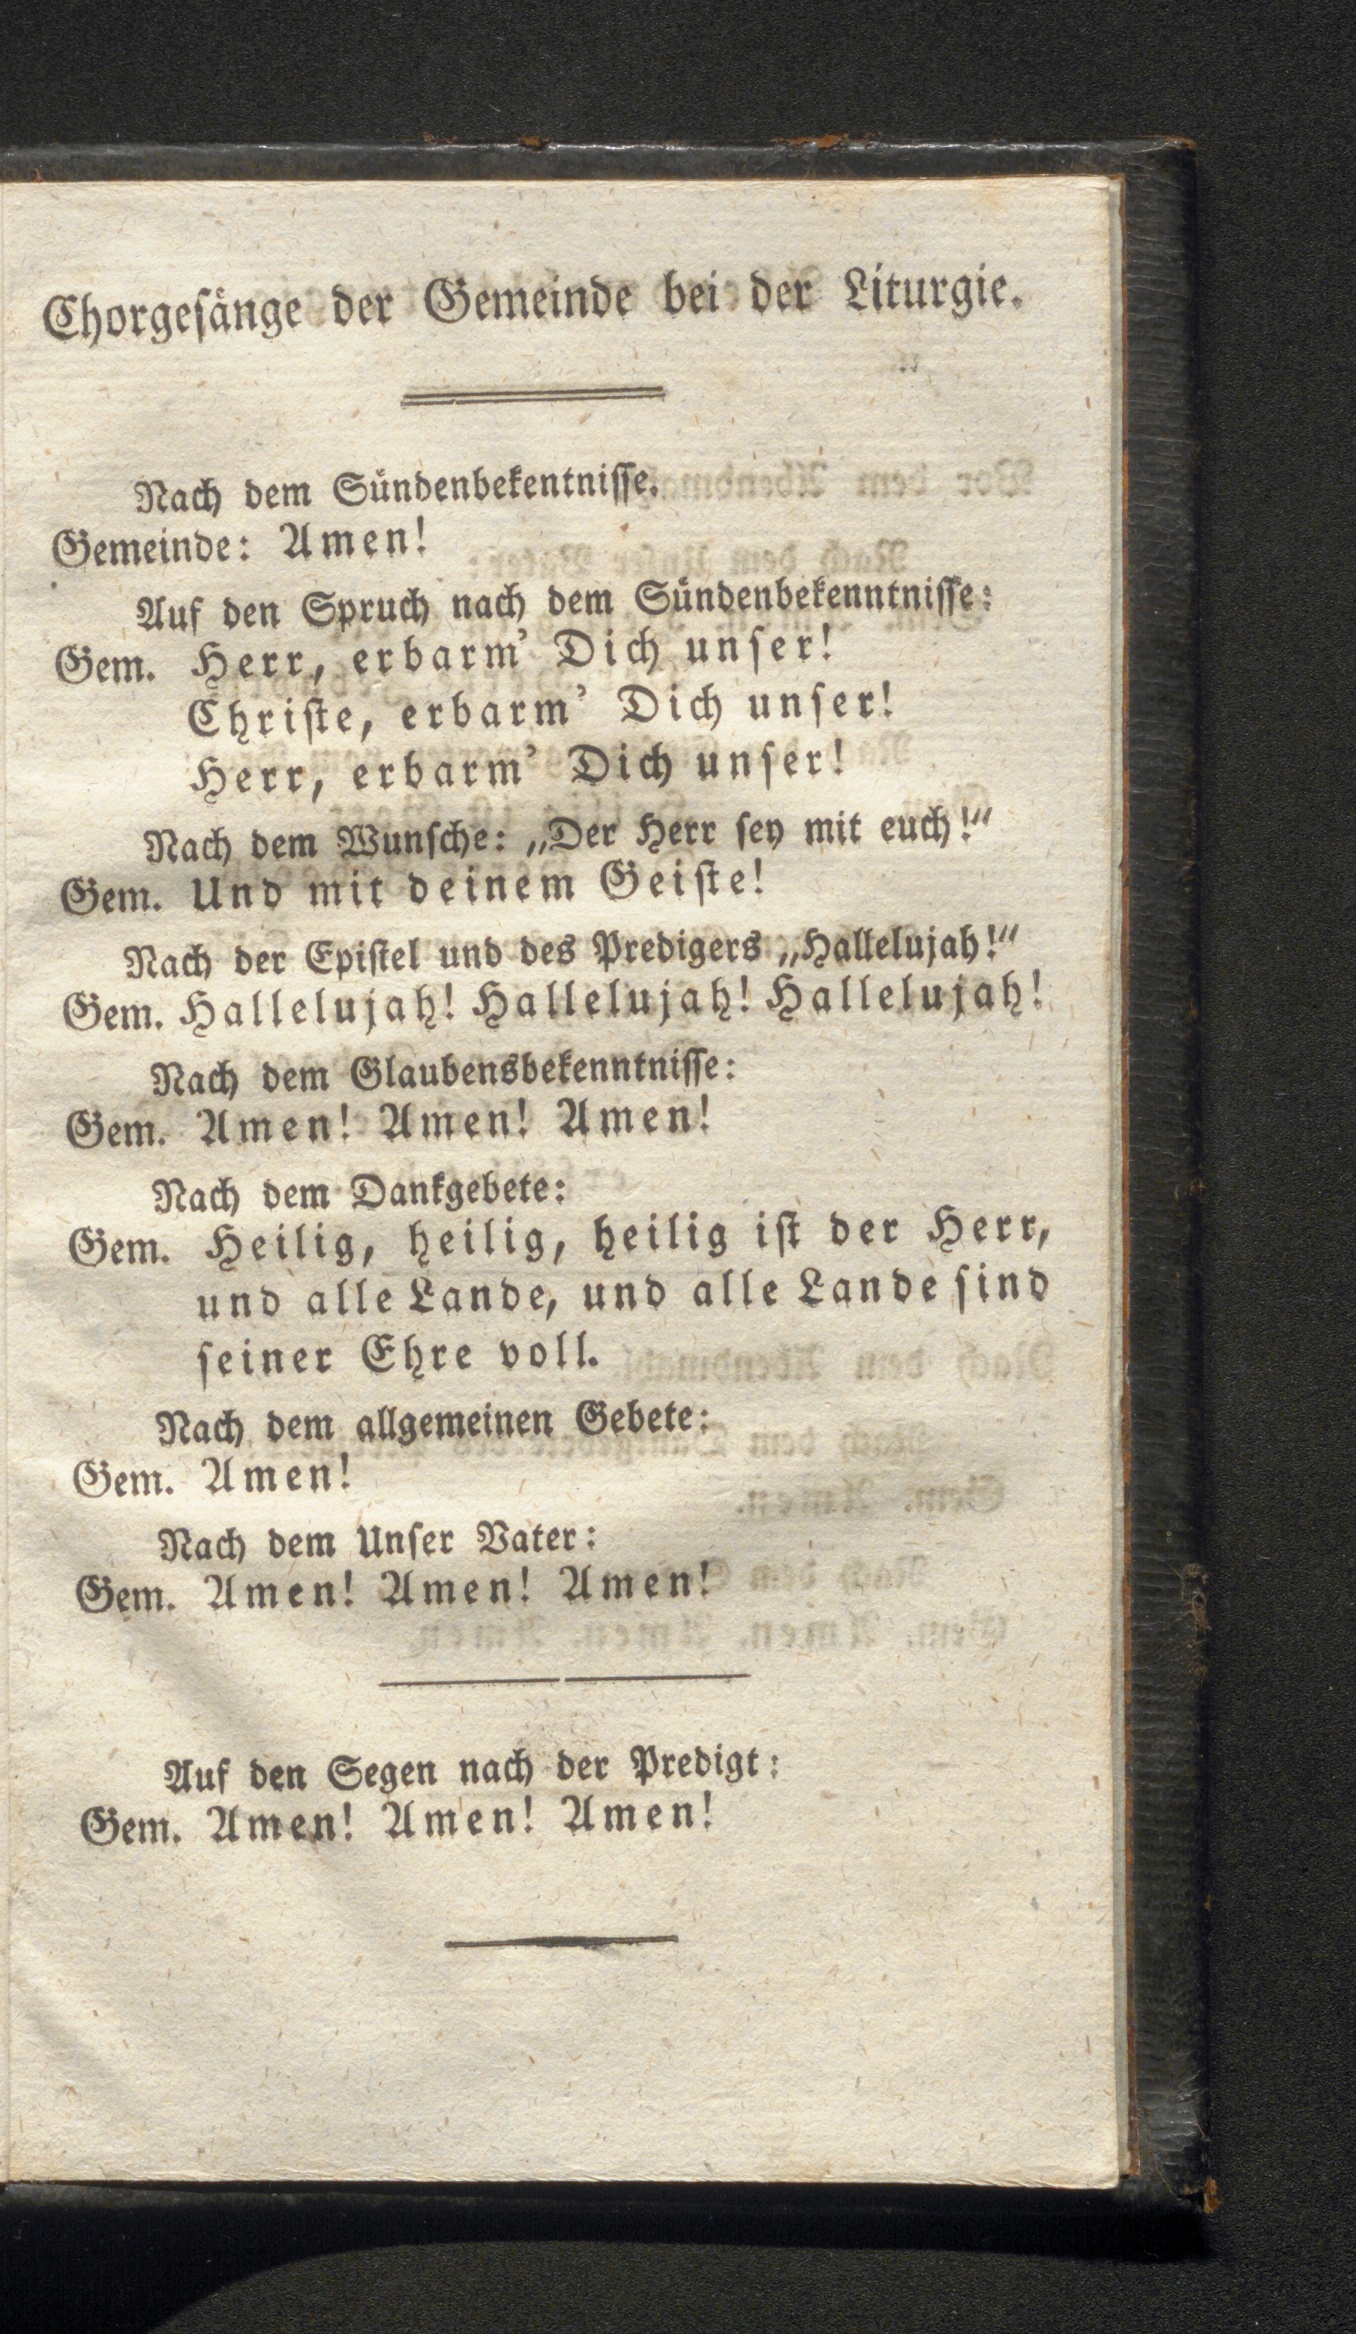 Chorgeſänge der Gemeinde bei der Liturgie.
Nach dem Sündenbekentniſſe.
Gemeinde: Amen!
Auf den Spruch nach dem Sündenbekenntniſſe:
Gem. Herr, erbarm' Dich unſer!
Chriſte, erbarm' Dich unſer!
Herr, erbarm' Dich unſer!
Nach dem Wunſche: „Der Herr ſey mit euch!“
Gem. Und mit deinem Geiſte!
Nach der Epiſtel und des Predigers „Hallelujah!“
Gem. Hallelujah! Hallelujah! Hallelujah!
Nach dem Glaubensbekenntniſſe:
Gem. Amen! Amen! Amen!
Nach dem Dankgebete:
Gem. Heilig, heilig, heilig iſt der Herr,
und alle Lande, und alle Lande ſind
ſeiner Ehre voll.
Nach dem allgemeinen Gebete:
Gem. Amen!
Nach dem Unſer Vater:
Gem. Amen! Amen! Amen!
Auf den Segen nach der Predigt:
Gem. Amen! Amen! Amen!